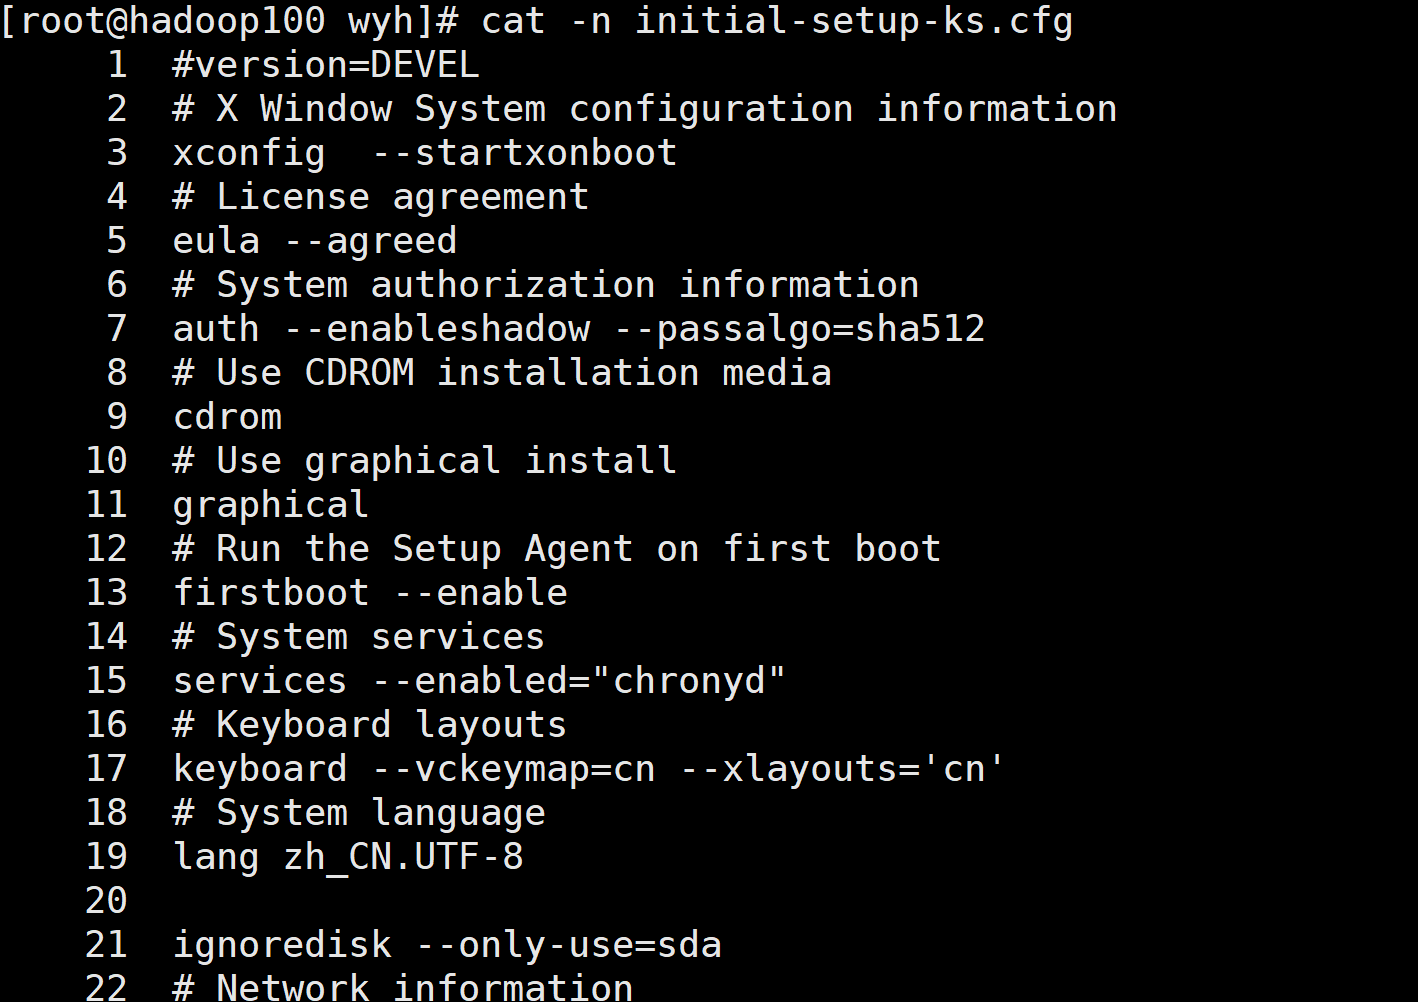 [root@hadoop100 wyh]# cat -n initial-setup-ks.cfg
     1  #version=DEVEL
     2  # X Window System configuration information
     3  xconfig  --startxonboot
     4  # License agreement
     5  eula --agreed
     6  # System authorization information
     7  auth --enableshadow --passalgo=sha512
     8  # Use CDROM installation media
     9  cdrom
    10  # Use graphical install
    11  graphical
    12  # Run the Setup Agent on first boot
    13  firstboot --enable
    14  # System services
    15  services --enabled="chronyd"
    16  # Keyboard layouts
    17  keyboard --vckeymap=cn --xlayouts='cn'
    18  # System language
    19  lang zh_CN.UTF-8
    20
    21  ignoredisk --only-use=sda
    22  # Network information